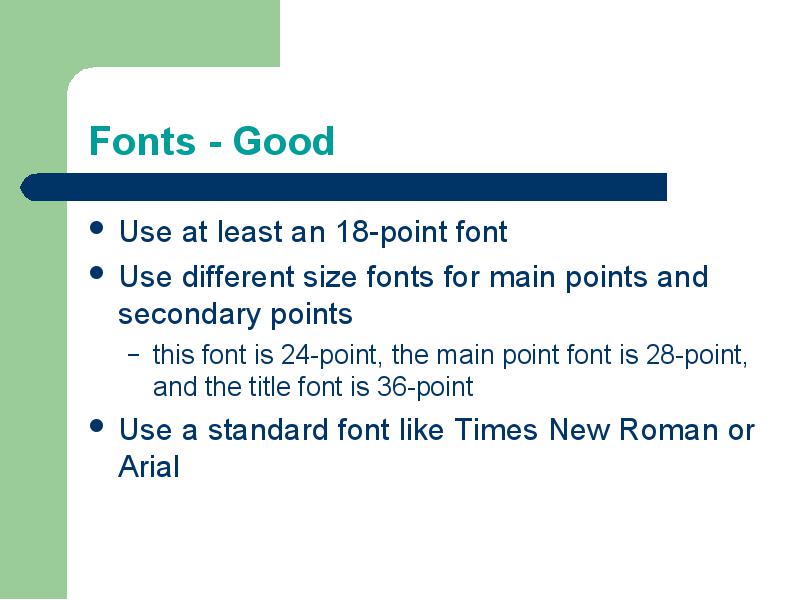 Fonts - Good
Use at least an 18-point font
Use different size fonts for main points and
secondary points
– this font is 24-point, the main point font is 28-point,
and the title font is 36-point
Use a standard font like Times New Roman or
Arial